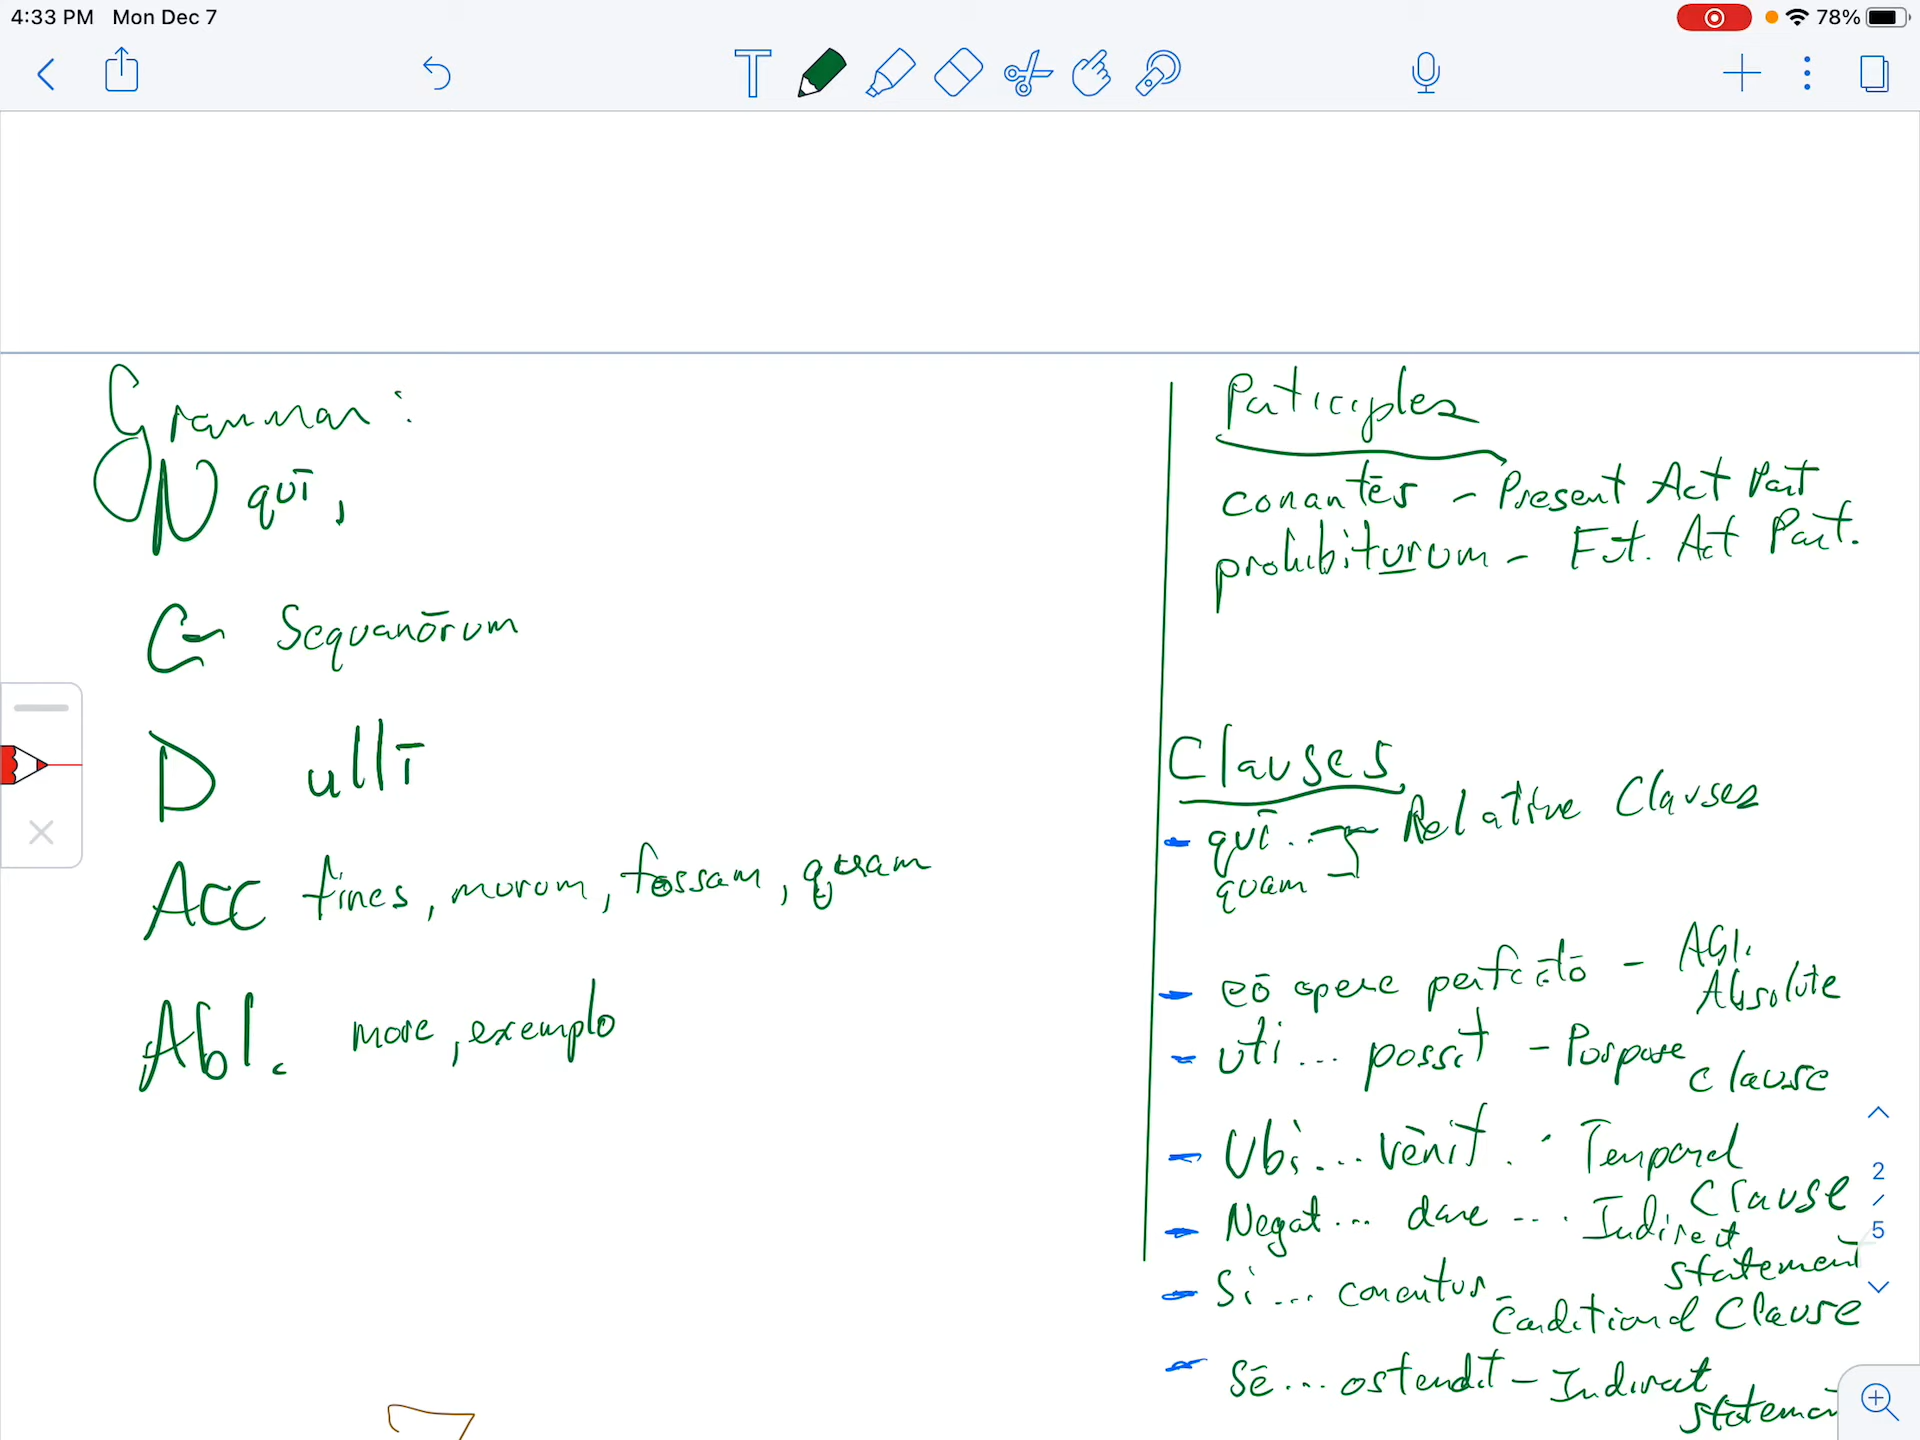 4:33 PM Mon Dec 7
78%
T
Grammar:
N quī,
G Sequanōrum
D ullī
Acc fines, murum, fossam, quam
Abl. more, exemplo
Participles
conantēs - Present Act Part
prohibiturum - Fut. Act Part.
Clauses
- quī... Relative Clauses
quam
- eō opere perfectō - Abl.
Absolute
- uti... possit - Purpose
clause
- Ubi... vēnit. Temporal
Clause
- Negat... dare .... Indirect
statement
- Si... conentur -
Conditional Clause
- Sē... ostendit - Indirect
statemen
2
/
5